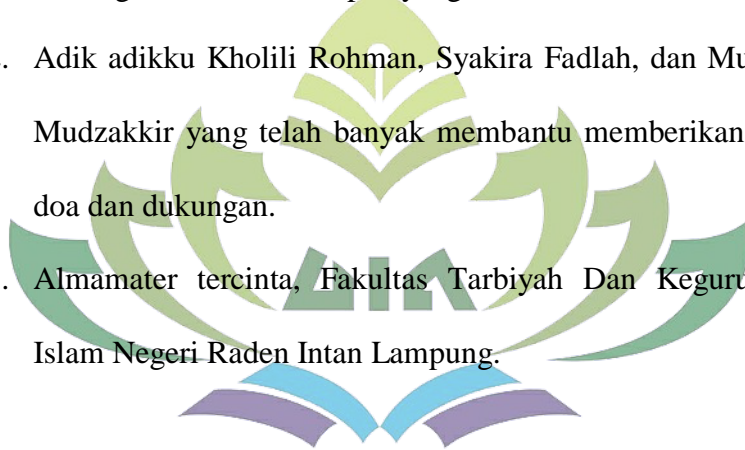 . Adik adikku Kholili Rohman, Syakira Fadlah, dan
Mudzakkir yang telah banyak membantu memberikan
doa dan dukungan.
. Almamater tercinta, Fakultas Tarbiyah Dan
Islam Negeri Raden Intan Lampung.
UIN